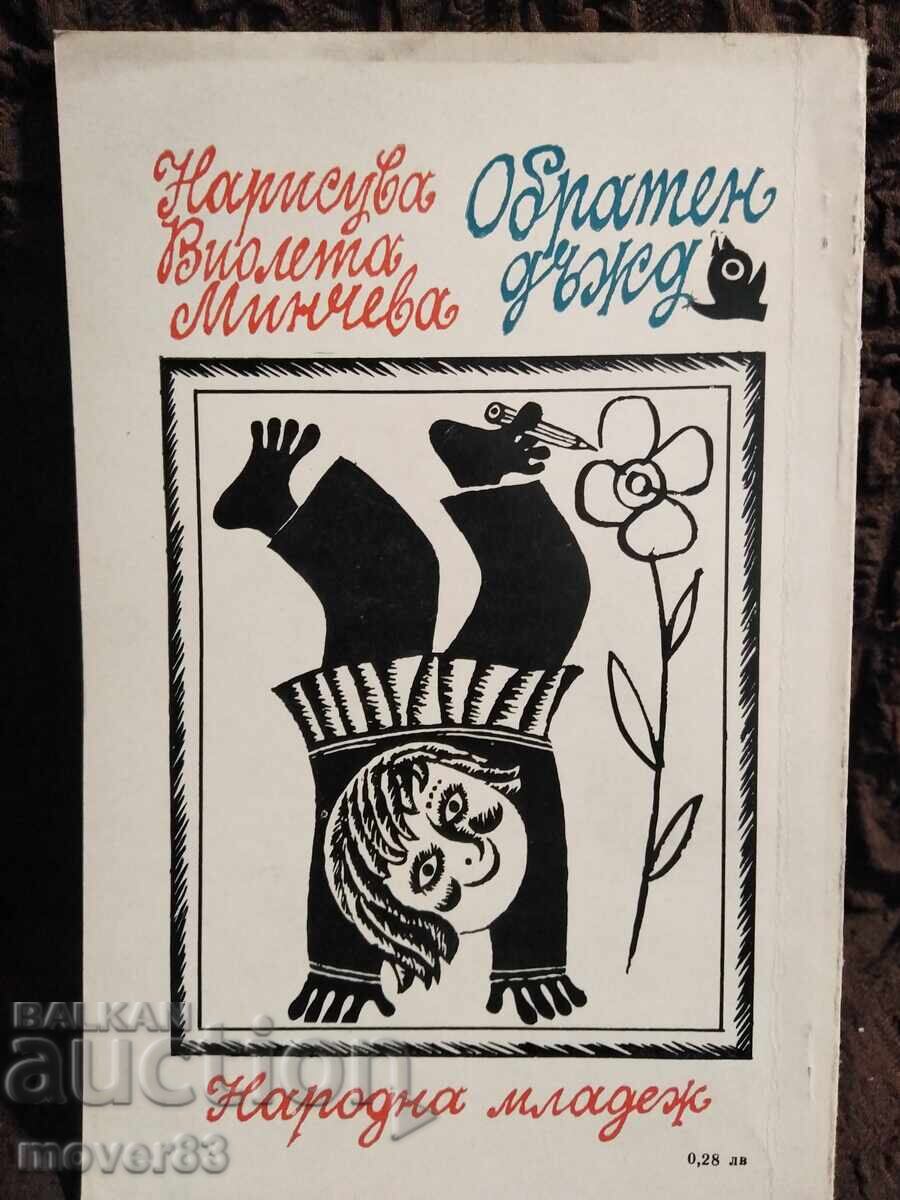 Нарисува
Виолета
Минчева
Обратен
дъжд
Народна младеж
0,28 лв
BALKAN
auction
mover83